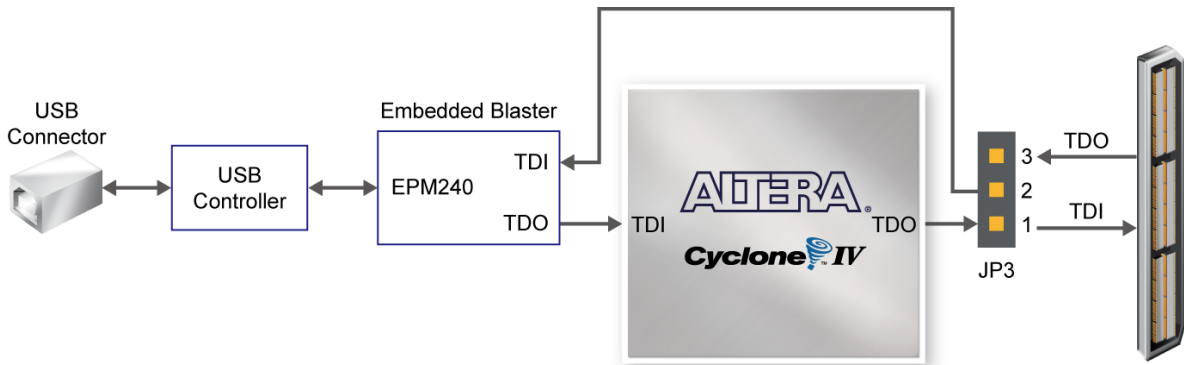 USB
Connector
USB
Controller
Embedded Blaster
TDI
EPM240
TDO
TDI
ALTERA®
Cyclone™ IV
TDO
3
2
1
JP3
TDO
TDI